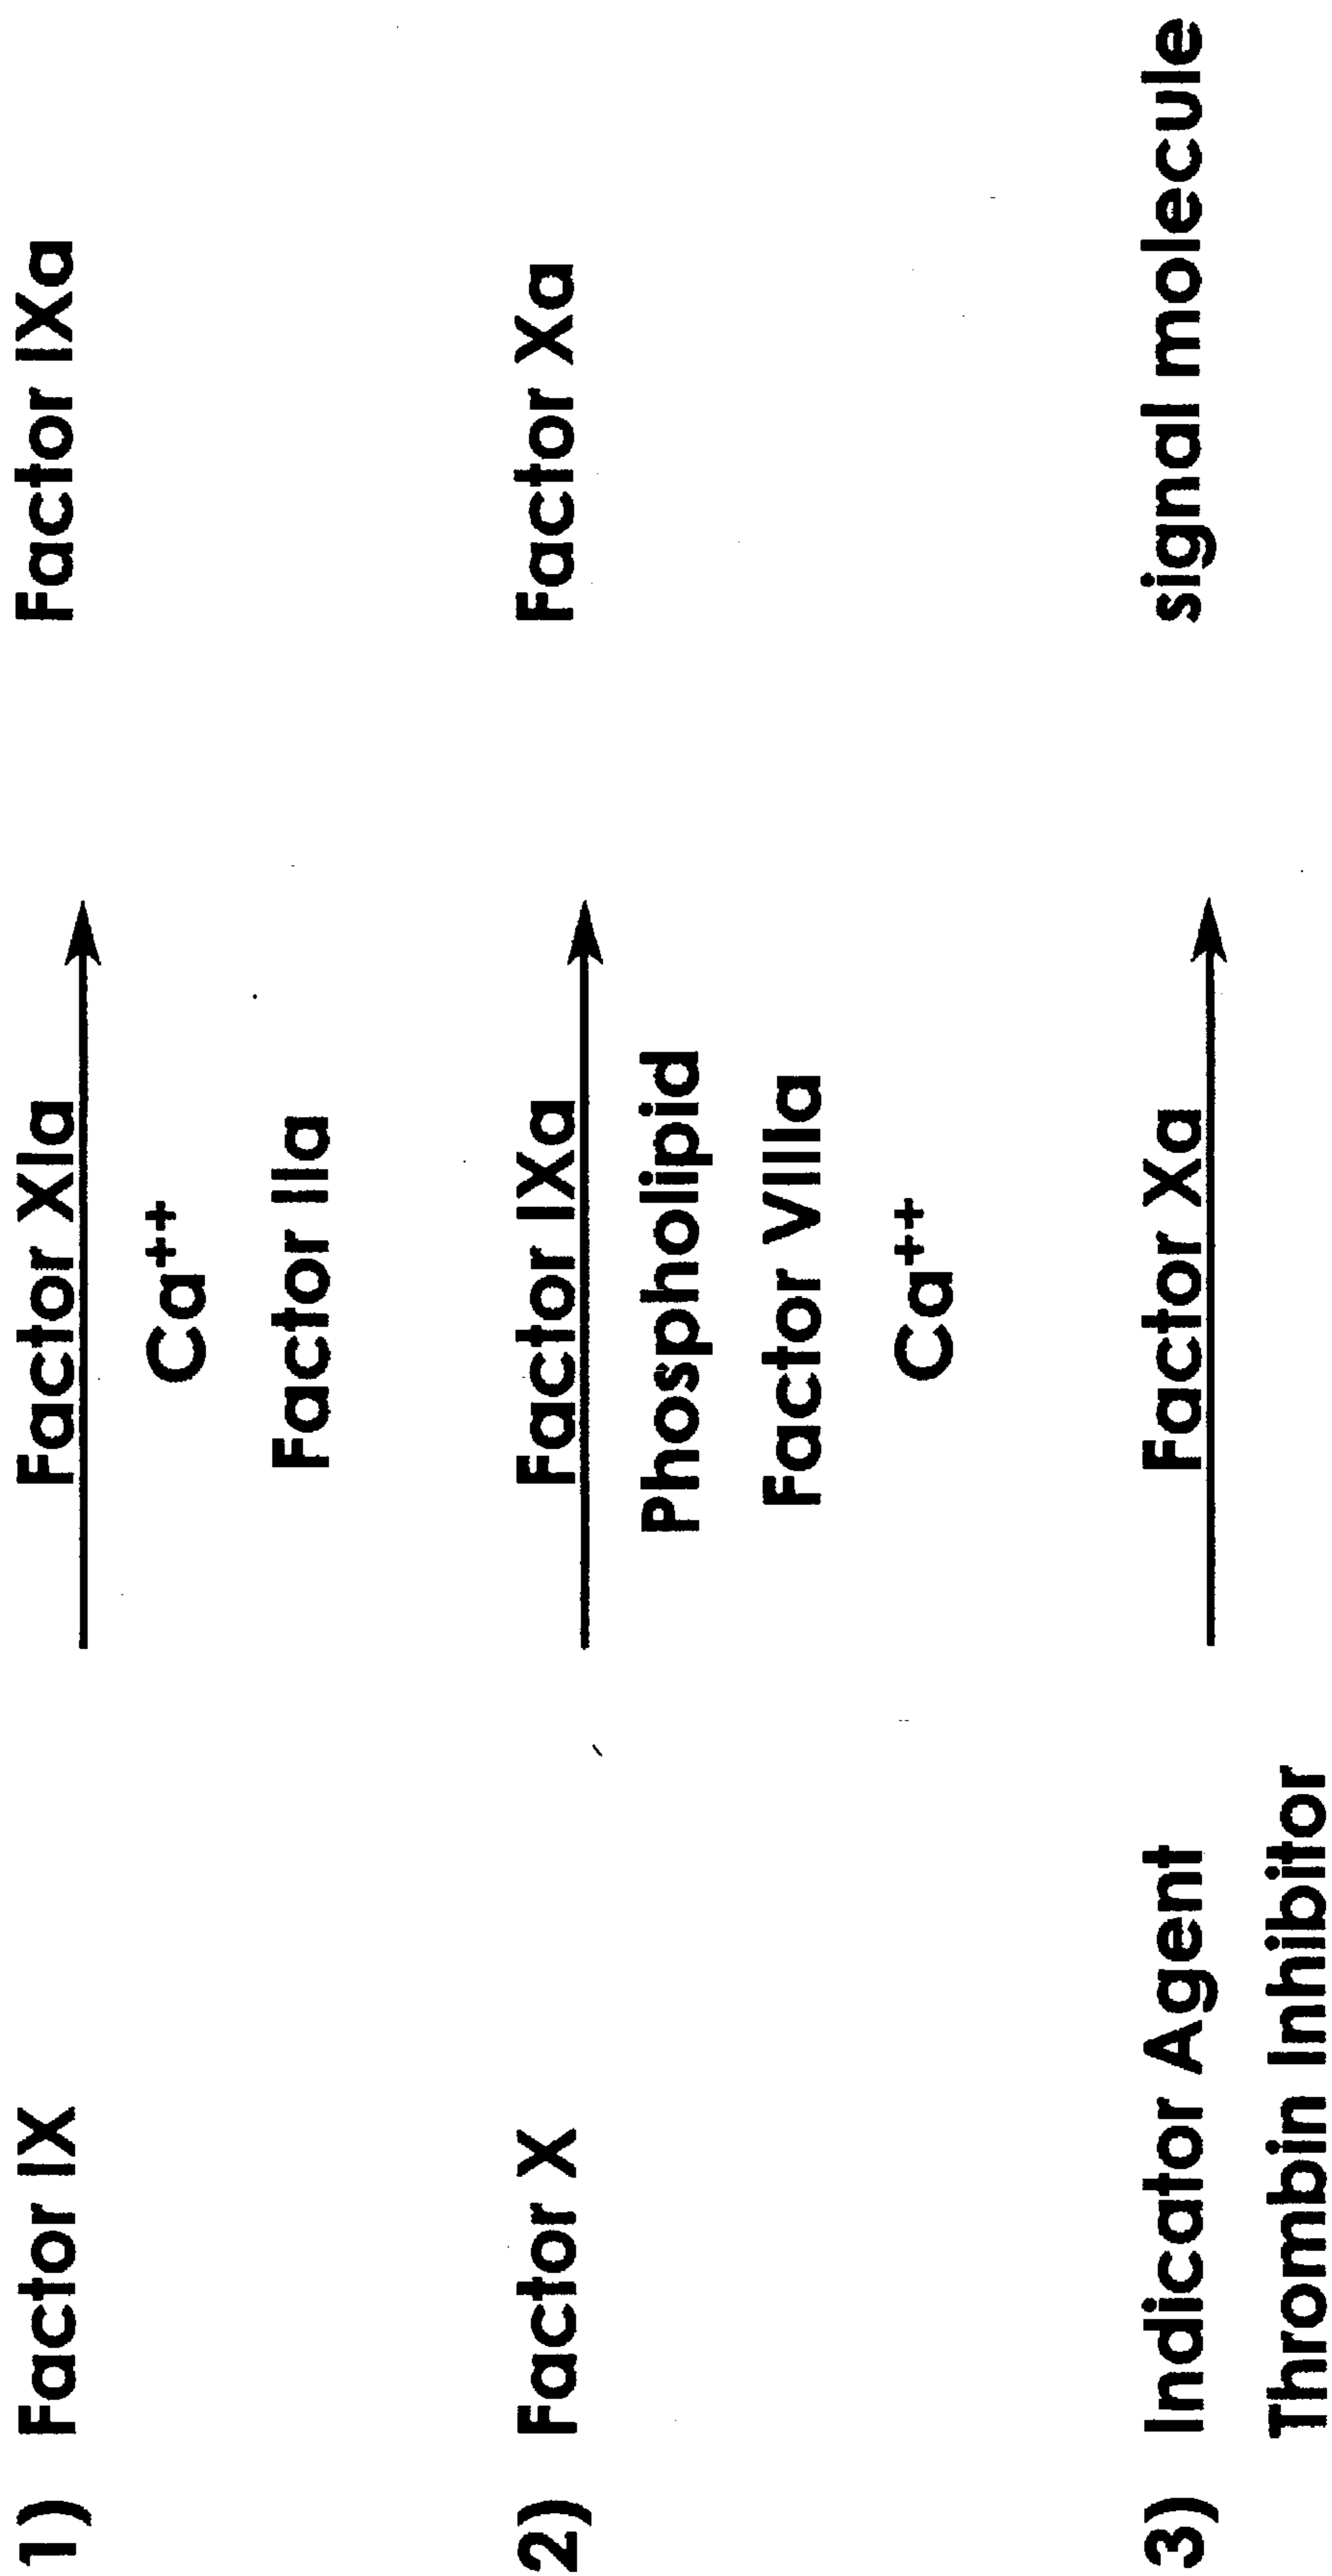 1) Factor IX Factor XIa Factor IXa
Ca++
Factor IIa
2) Factor X Factor IXa Factor Xa
Phospholipid
Factor VIIIa
Ca++
3) Indicator Agent Factor Xa signal molecule
Thrombin Inhibitor